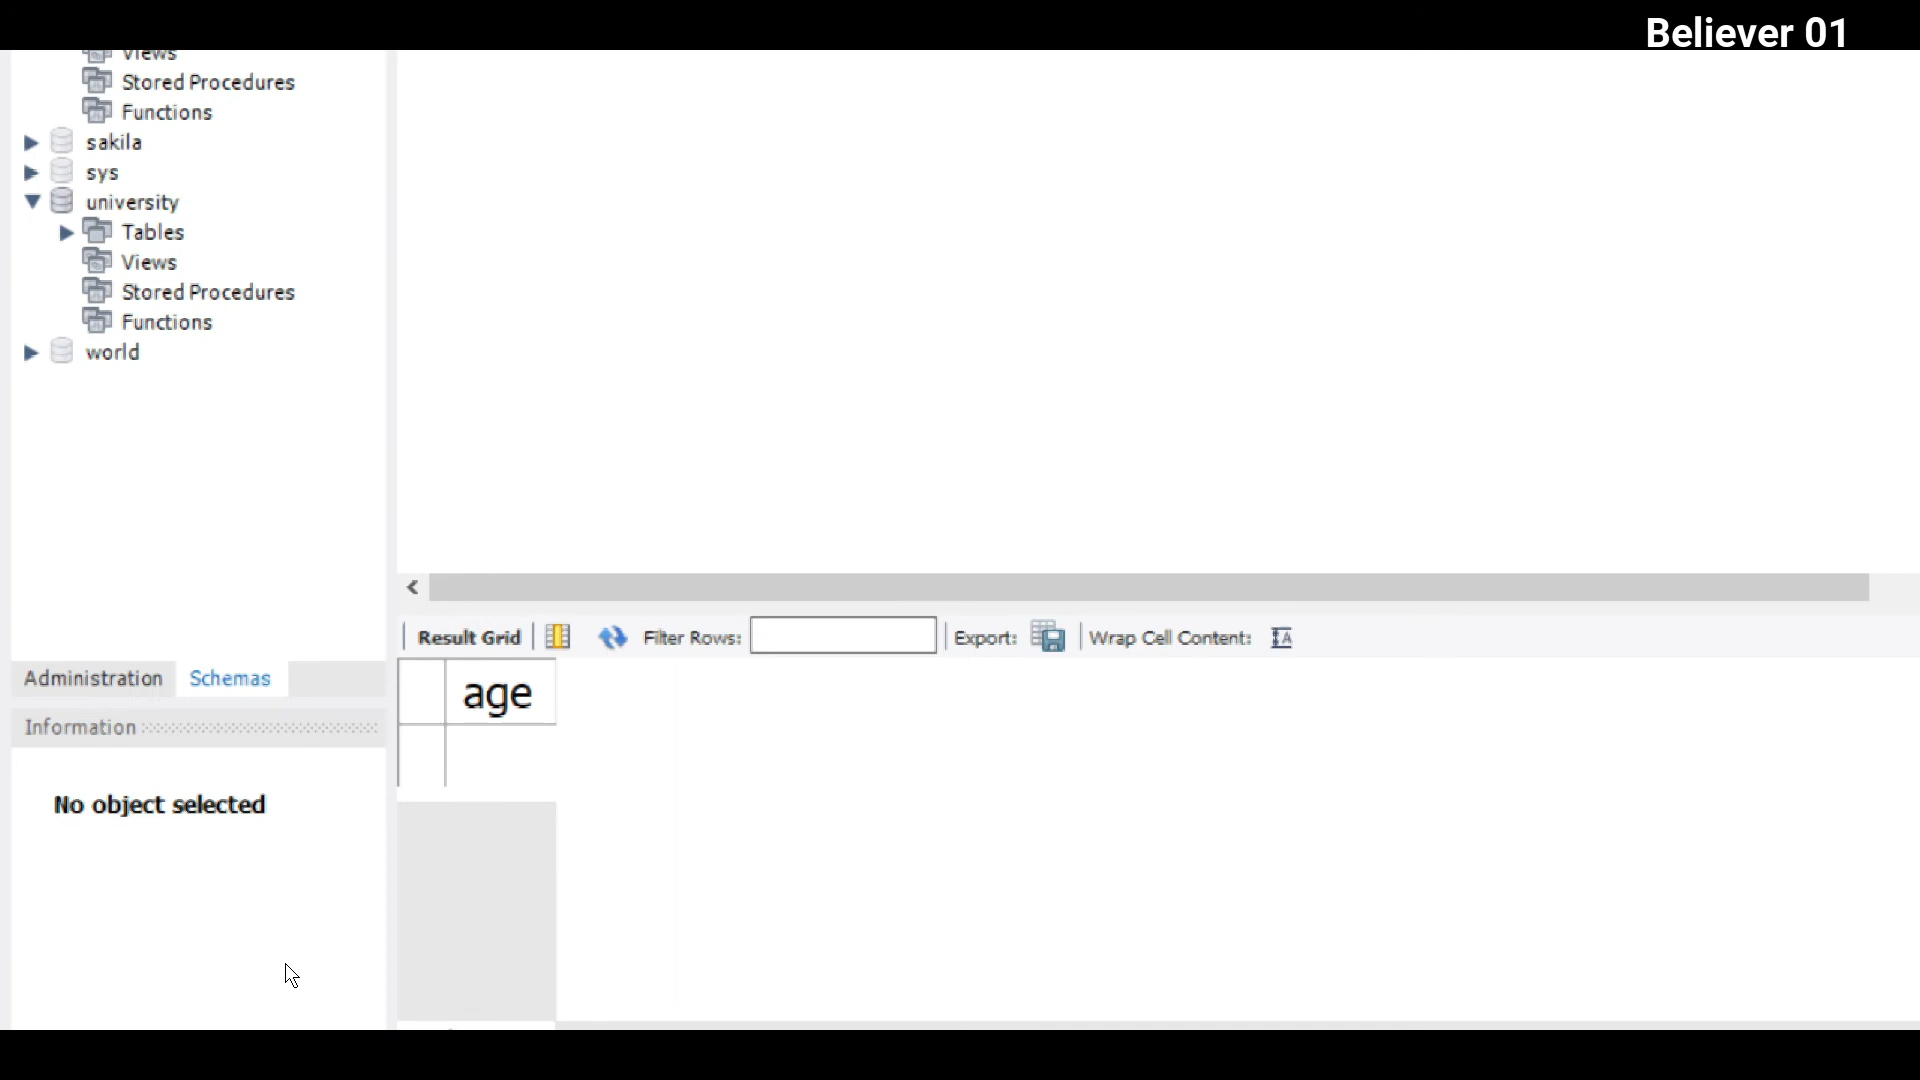 Believer 01
Views
Stored Procedures
Functions
sakila
sys
university
Tables
Views
Stored Procedures
Functions
world
Result Grid
Filter Rows:
Export:
Wrap Cell Content:
Administration
Schemas
age
Information
No object selected